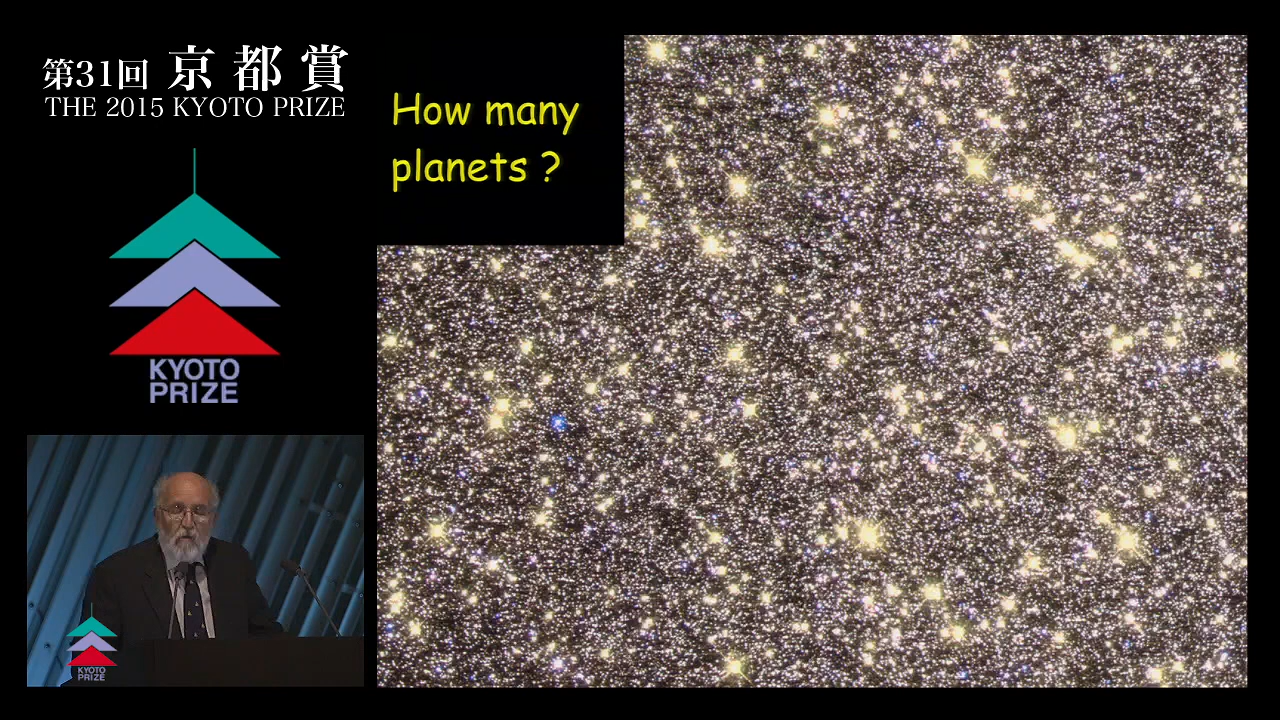 第31回 京都賞
THE 2015 KYOTO PRIZE
KYOTO
PRIZE
How many
planets ?
KYOTO
PRIZE